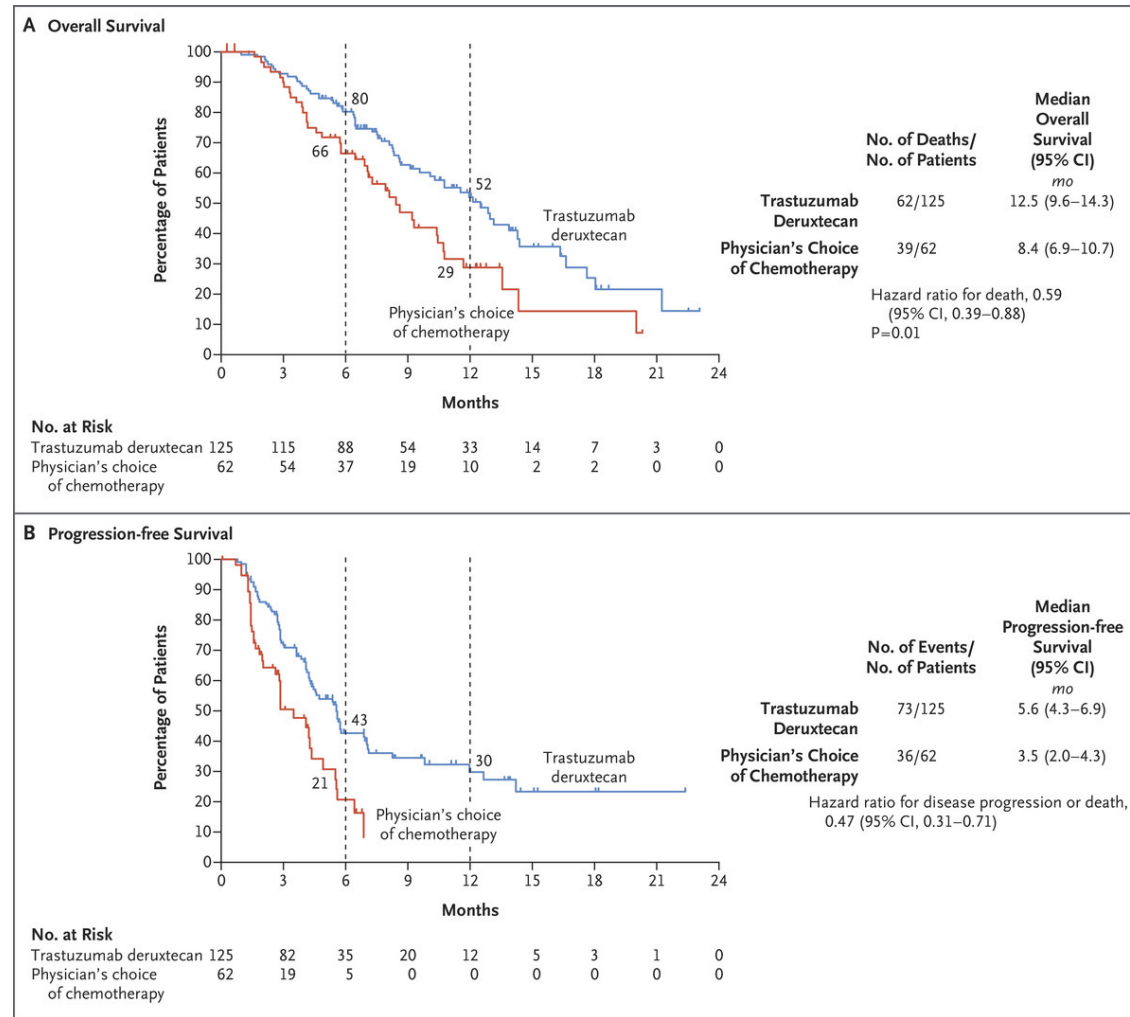 A Overall Survival
100
90
80
70
60
50
40
30
20
10
0
Percentage of Patients
80
66
52
29
Trastuzumab
deruxtecan
Physician's choice
of chemotherapy
0 3 6 9 12 15 18 21 24
Months
No. of Deaths/
No. of Patients
Median
Overall
Survival
(95% CI)
mo
Trastuzumab
Deruxtecan
62/125 12.5 (9.6–14.3)
Physician's Choice
of Chemotherapy
39/62 8.4 (6.9–10.7)
Hazard ratio for death, 0.59
(95% CI, 0.39–0.88)
P=0.01
No. at Risk
Trastuzumab deruxtecan 125 115 88 54 33 14 7 3 0
Physician's choice
of chemotherapy
62 54 37 19 10 2 2 0 0
B Progression-free Survival
100
90
80
70
60
50
40
30
20
10
0
Percentage of Patients
43
21
30
Trastuzumab
deruxtecan
Physician's choice
of chemotherapy
0 3 6 9 12 15 18 21 24
Months
No. of Events/
No. of Patients
Median
Progression-free
Survival
(95% CI)
mo
Trastuzumab
Deruxtecan
73/125 5.6 (4.3–6.9)
Physician's Choice
of Chemotherapy
36/62 3.5 (2.0–4.3)
Hazard ratio for disease progression or death,
0.47 (95% CI, 0.31–0.71)
No. at Risk
Trastuzumab deruxtecan 125 82 35 20 12 5 3 1 0
Physician's choice
of chemotherapy
62 19 5 0 0 0 0 0 0